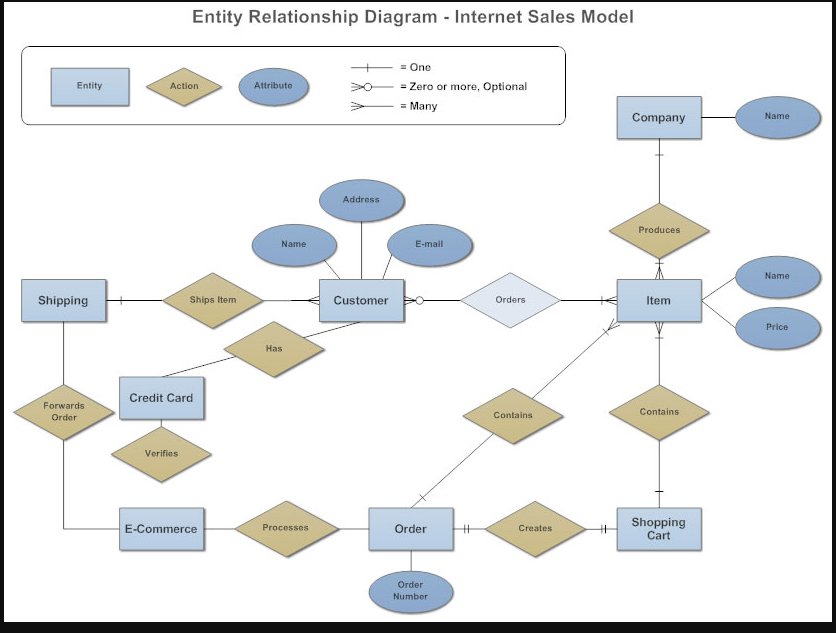 Entity Relationship Diagram - Internet Sales Model
Entity
Action
Attribute
= One
= Zero or more, Optional
= Many
Company
Name
Address
Name
E-mail
Produces
Shipping
Ships Item
Customer
Orders
Item
Name
Price
Has
Credit Card
Forwards
Order
Contains
Contains
Verifies
E-Commerce
Processes
Order
Creates
Shopping
Cart
Order
Number